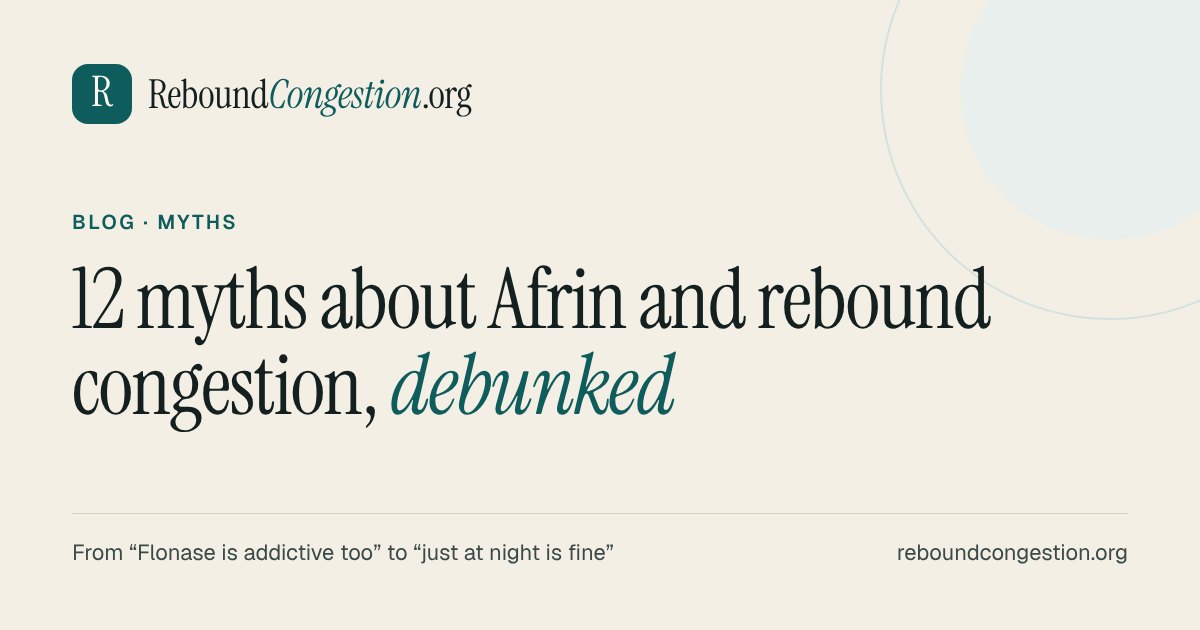 R
ReboundCongestion.org
BLOG · MYTHS
12 myths about Afrin and rebound
congestion, debunked
From “Flonase is addictive too” to “just at night is fine”
reboundcongestion.org